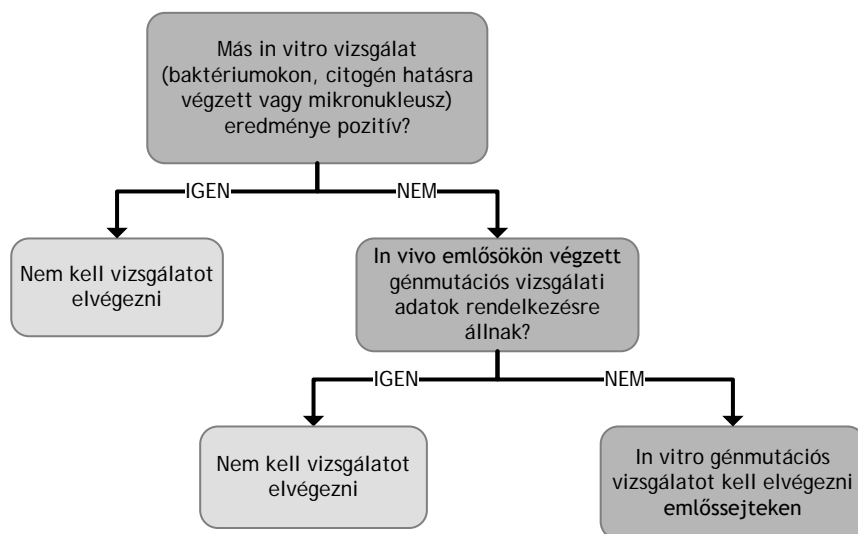 Más in vitro vizsgálat
(baktériumokon, citogén hatásra
végzett vagy mikronukleusz)
eredménye pozitív?
IGEN
NEM
Nem kell vizsgálatot
elvégezni
In vivo emlősökön végzett
génmutációs vizsgálati
adatok rendelkezésre
állnak?
IGEN
NEM
Nem kell vizsgálatot
elvégezni
In vitro génmutációs
vizsgálatot kell elvégezni
emlőssejteken